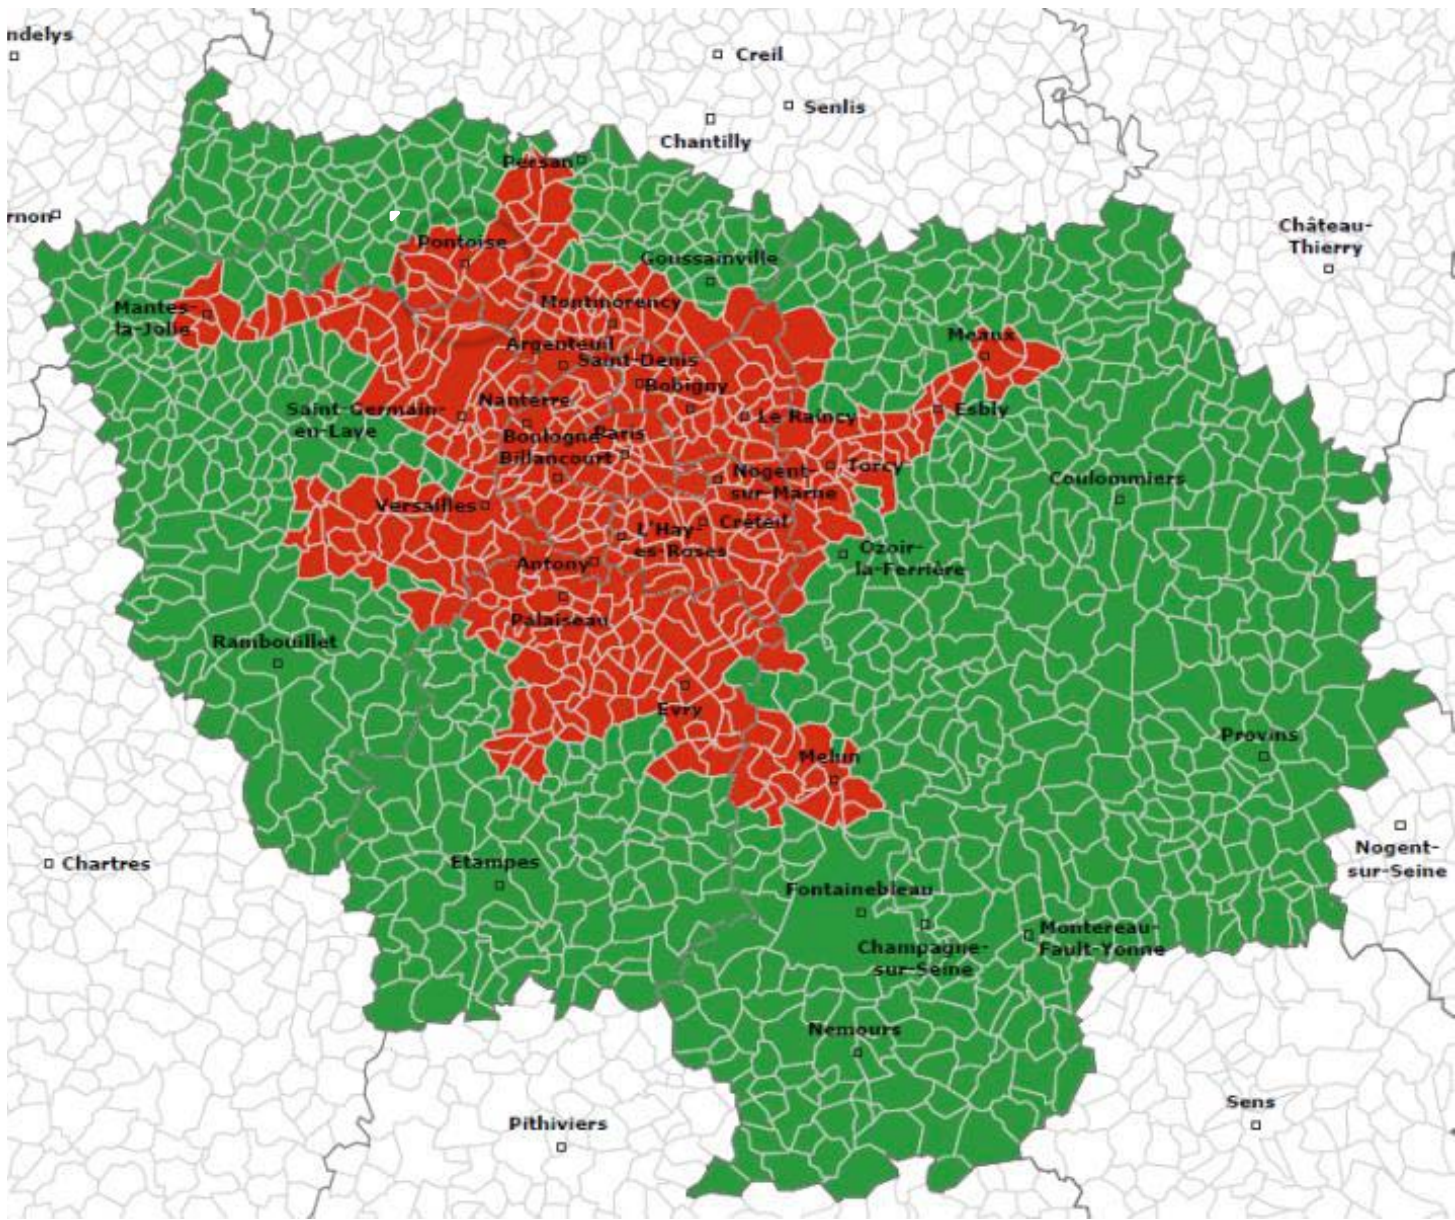 ndelys
Creil
Senlis
Chantilly
Persan
rnon
Château-
Thierry
Pontoise
Goussainville
Mantes-
la-Jolie
Montmorency
Meaux
Argenteuil
Saint-Denis
Bobigny
Nanterre
Saint-Germain-
en-Laye
Le Raincy
Esbly
Boulogne-
Billancourt
Paris
Nogent-
sur-Marne
Torcy
Coulommiers
Versailles
Créteil
L'Hay-
es-Roses
Ozoir-
la-Ferrière
Antony
Palaiseau
Rambouillet
Evry
Provins
Melun
Nogent-
sur-Seine
Chartres
Etampes
Fontainebleau
Champagne-
sur-Seine
Montereau-
Fault-Yonne
Nemours
Pithiviers
Sens